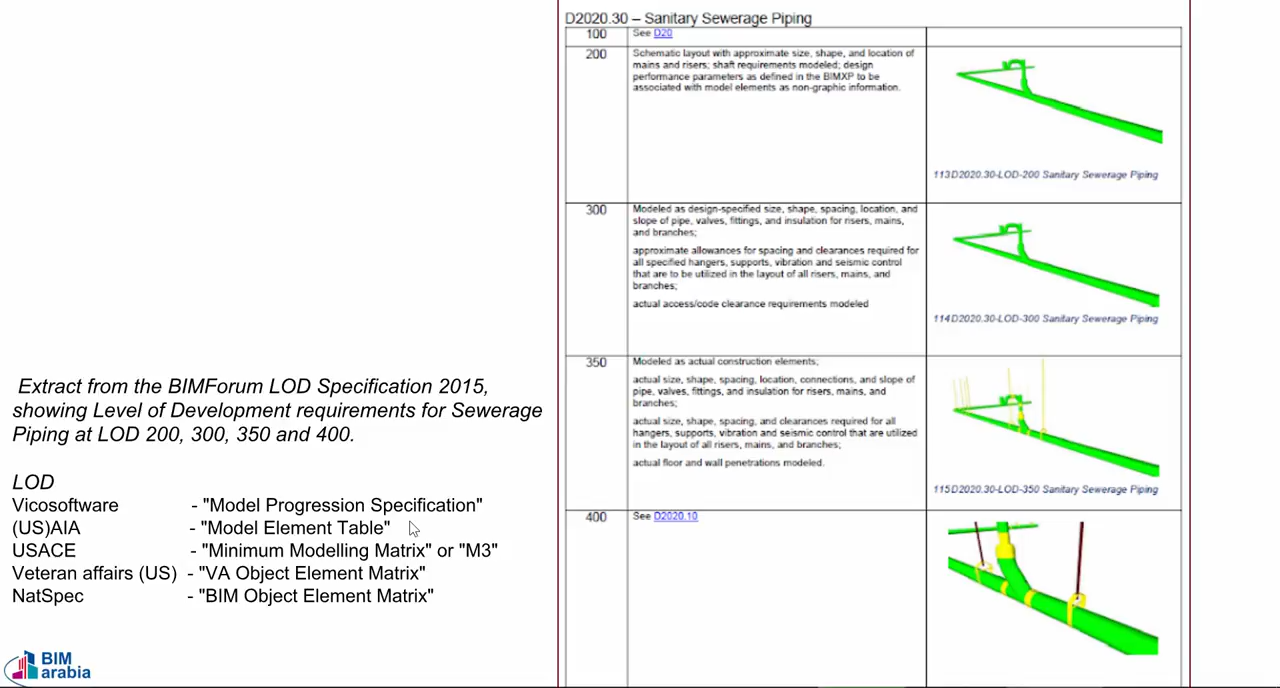 Extract from the BIMForum LOD Specification 2015,
showing Level of Development requirements for Sewerage
Piping at LOD 200, 300, 350 and 400.
LOD
Vicosoftware - "Model Progression Specification"
(US)AIA - "Model Element Table"
USACE - "Minimum Modelling Matrix" or "M3"
Veteran affairs (US) - "VA Object Element Matrix"
NatSpec - "BIM Object Element Matrix"
BIM
arabia
D2020.30 – Sanitary Sewerage Piping
100 See D20
200 Schematic layout with approximate size, shape, and location of
mains and risers; shaft requirements modeled; design
performance parameters as defined in the BIMXP to be
associated with model elements as non-graphic information.
113D2020.30-LOD-200 Sanitary Sewerage Piping
300 Modeled as design-specified size, shape, spacing, location, and
slope of pipe, valves, fittings, and insulation for risers, mains,
and branches;
approximate allowances for spacing and clearances required for
all specified hangers, supports, vibration and seismic control
that are to be utilized in the layout of all risers, mains, and
branches;
actual access/code clearance requirements modeled
114D2020.30-LOD-300 Sanitary Sewerage Piping
350 Modeled as actual construction elements;
actual size, shape, spacing, location, connections, and slope of
pipe, valves, fittings, and insulation for risers, mains, and
branches;
actual size, shape, spacing, and clearances required for all
hangers, supports, vibration and seismic control that are utilized
in the layout of all risers, mains, and branches;
actual floor and wall penetrations modeled.
115D2020.30-LOD-350 Sanitary Sewerage Piping
400 See D2020.10